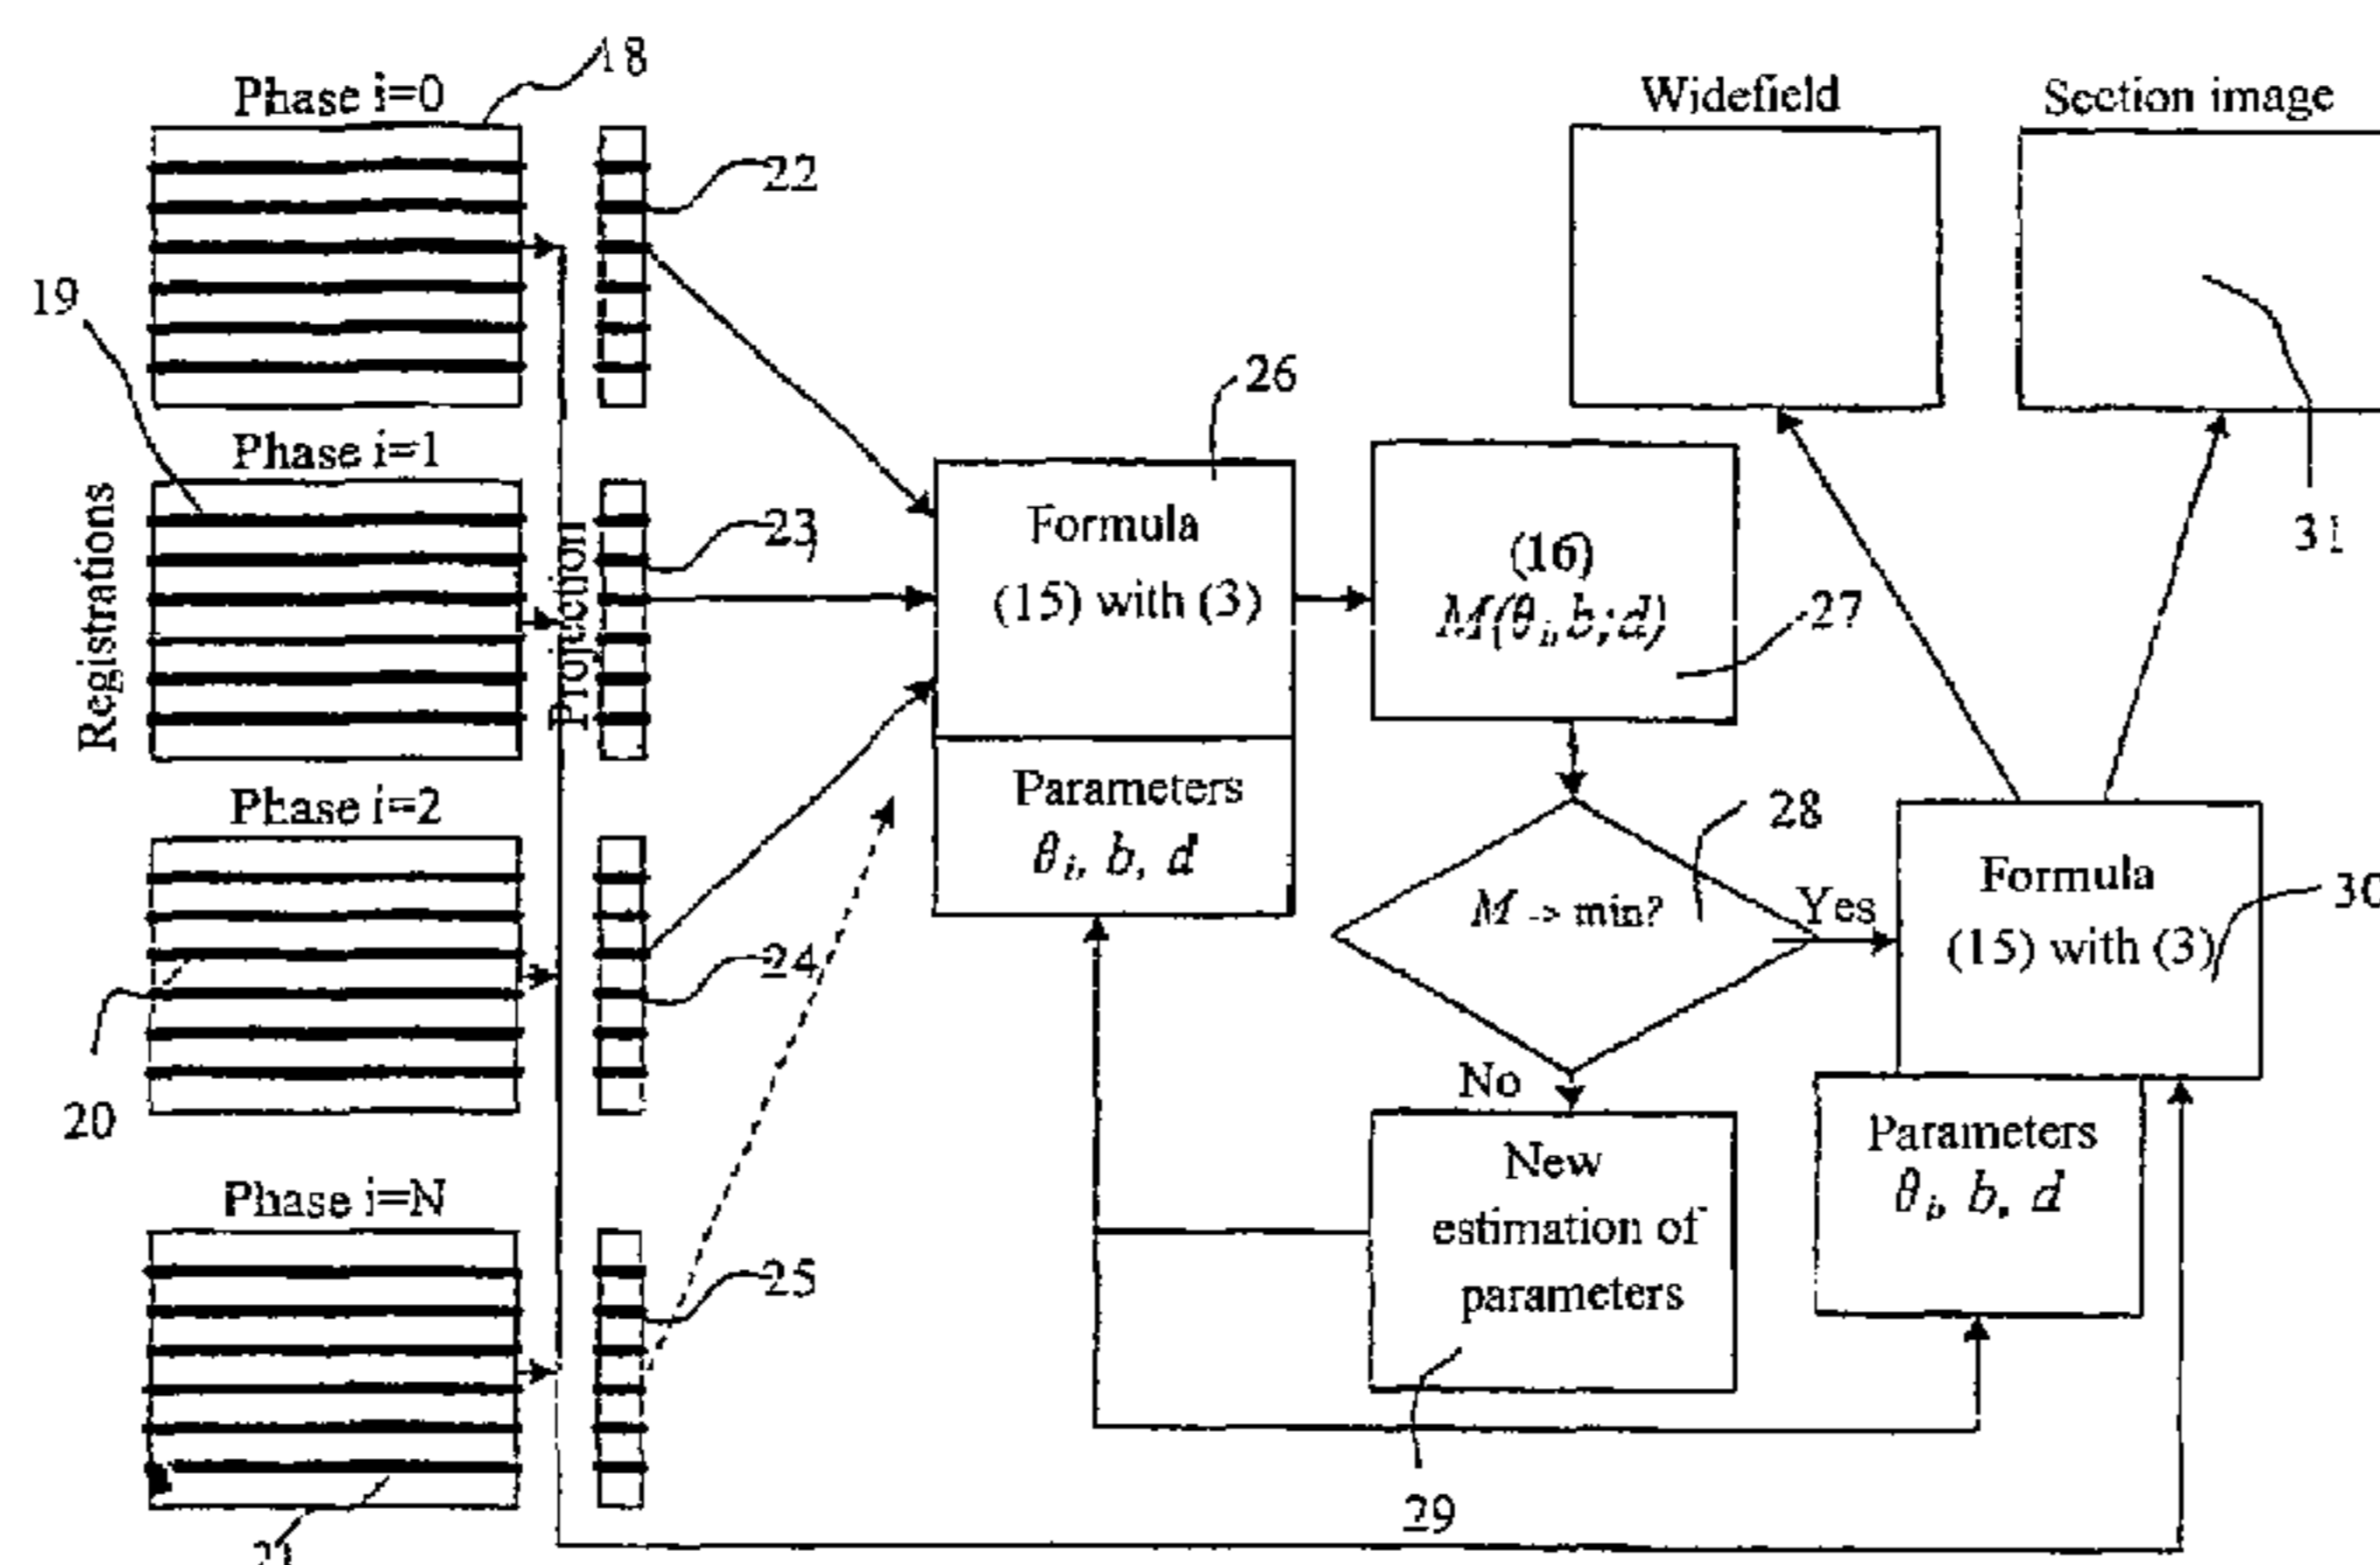 Phase i=0
18
22
19
Registrations
Phase i=1
23
Projection
Phase i=2
20
24
Phase i=N
25
21
26
Formula
(15) with (3)
Parameters
θi, b, d
(16)
M(θi, b; d)
27
M -> min?
28
Yes
No
New
estimation of
parameters
29
Widefield
Section image
31
Formula
(15) with (3)
30
Parameters
θi, b, d